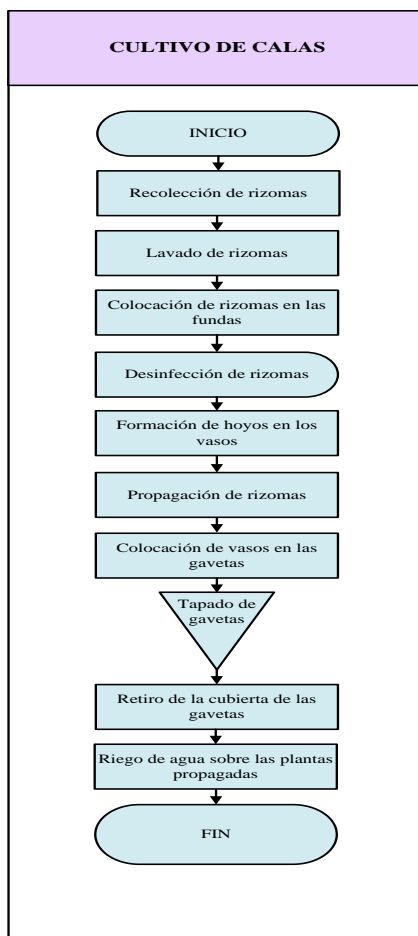 CULTIVO DE CALAS
INICIO
Recolección de rizomas
Lavado de rizomas
Colocación de rizomas en las
fundas
Desinfección de rizomas
Formación de hoyos en los
vasos
Propagación de rizomas
Colocación de vasos en las
gavetas
Tapado de
gavetas
Retiro de la cubierta de las
gavetas
Riego de agua sobre las plantas
propagadas
FIN